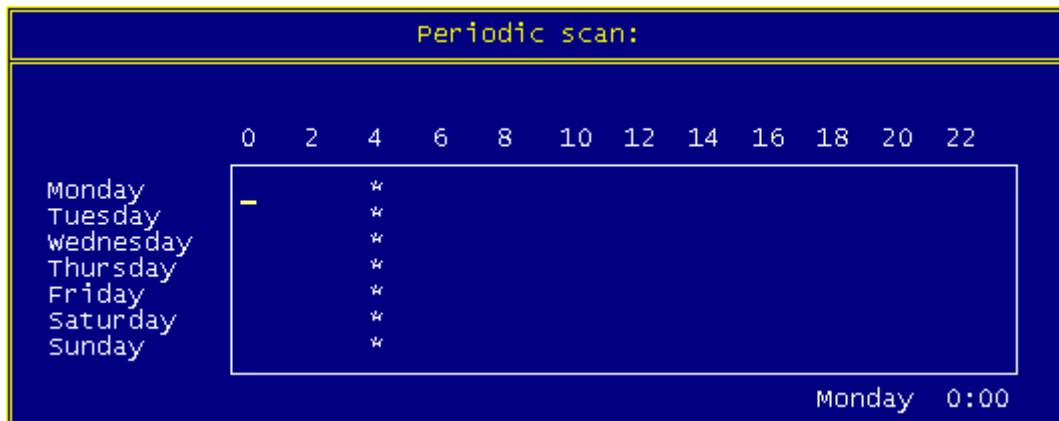 Periodic scan:
0 2 4 6 8 10 12 14 16 18 20 22
Monday *
Tuesday *
Wednesday *
Thursday *
Friday *
Saturday *
Sunday *
Monday 0:00